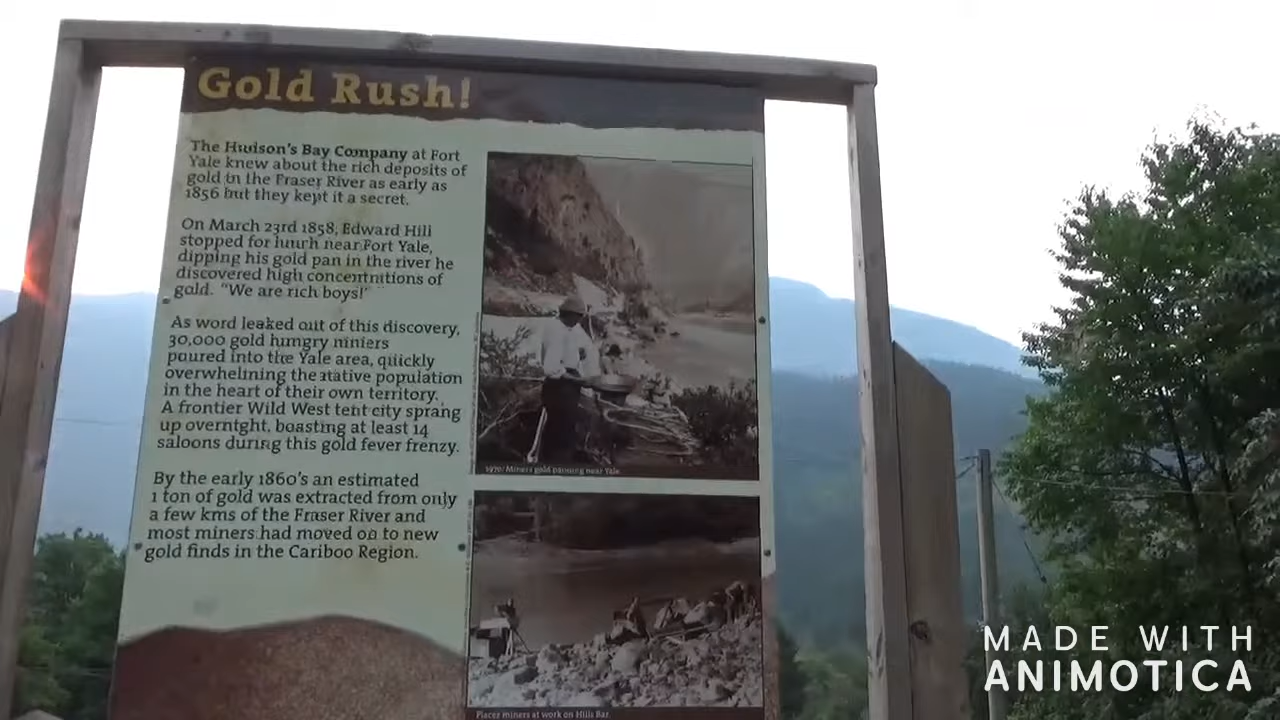 Gold Rush!
The Hudson's Bay Company at Fort
Yale knew about the rich deposits of
gold in the Fraser River as early as
1856 but they kept it a secret.
On March 23rd 1858, Edward Hill
stopped for lunch near Fort Yale,
dipping his gold pan in the river he
discovered high concentrations of
gold. "We are rich boys!"
As word leaked out of this discovery,
30,000 gold hungry miners
poured into the Yale area, quickly
overwhelming the native population
in the heart of their own territory.
A frontier Wild West tent city sprang
up overnight, boasting at least 14
saloons during this gold fever frenzy.
By the early 1860's an estimated
1 ton of gold was extracted from only
a few kms of the Fraser River and
most miners had moved on to new
gold finds in the Cariboo Region.
Miners gold panning near Yale.
Placer miners at work on Hills Bar.
MADE WITH
ANIMOTICA